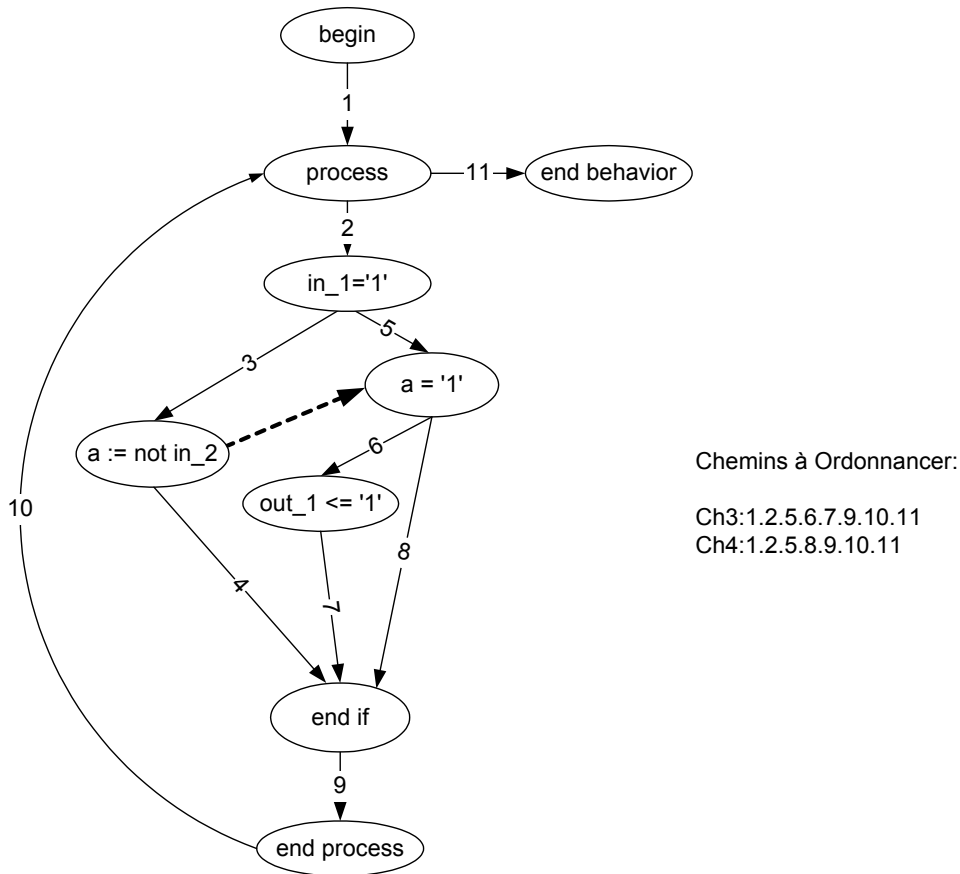 begin
1
process
11
end behavior
2
in_1='1'
3
5
a = '1'
a := not in_2
6
out_1 <= '1'
Chemins à Ordonnancer:
Ch3:1.2.5.6.7.9.10.11
Ch4:1.2.5.8.9.10.11
10
8
4
7
end if
9
end process